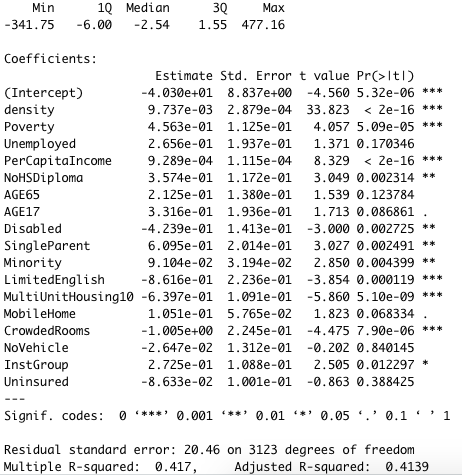 Min 1Q Median 3Q Max
-341.75 -6.00 -2.54 1.55 477.16
Coefficients:
Estimate Std. Error t value Pr(>|t|)
(Intercept) -4.030e+01 8.837e+00 -4.560 5.32e-06 ***
density 9.737e-03 2.879e-04 33.823 < 2e-16 ***
Poverty 4.563e-01 1.125e-01 4.057 5.09e-05 ***
Unemployed 2.656e-01 1.937e-01 1.371 0.170346
PerCapitaIncome 9.289e-04 1.115e-04 8.329 < 2e-16 ***
NoHSDiploma 3.574e-01 1.172e-01 3.049 0.002314 **
AGE65 2.125e-01 1.380e-01 1.539 0.123784
AGE17 3.316e-01 1.936e-01 1.713 0.086861 .
Disabled -4.239e-01 1.413e-01 -3.000 0.002725 **
SingleParent 6.095e-01 2.014e-01 3.027 0.002491 **
Minority 9.104e-02 3.194e-02 2.850 0.004399 **
LimitedEnglish -8.616e-01 2.236e-01 -3.854 0.000119 ***
MultiUnitHousing10 -6.397e-01 1.091e-01 -5.860 5.10e-09 ***
MobileHome 1.051e-01 5.765e-02 1.823 0.068334 .
CrowdedRooms -1.005e+00 2.245e-01 -4.475 7.90e-06 ***
NoVehicle -2.647e-02 1.312e-01 -0.202 0.840145
InstGroup 2.725e-01 1.088e-01 2.505 0.012297 *
Uninsured -8.633e-02 1.001e-01 -0.863 0.388425
---
Signif. codes: 0 ‘***’ 0.001 ‘**’ 0.01 ‘*’ 0.05 ‘.’ 0.1 ‘ ’ 1
Residual standard error: 20.46 on 3123 degrees of freedom
Multiple R-squared: 0.417, Adjusted R-squared: 0.4139